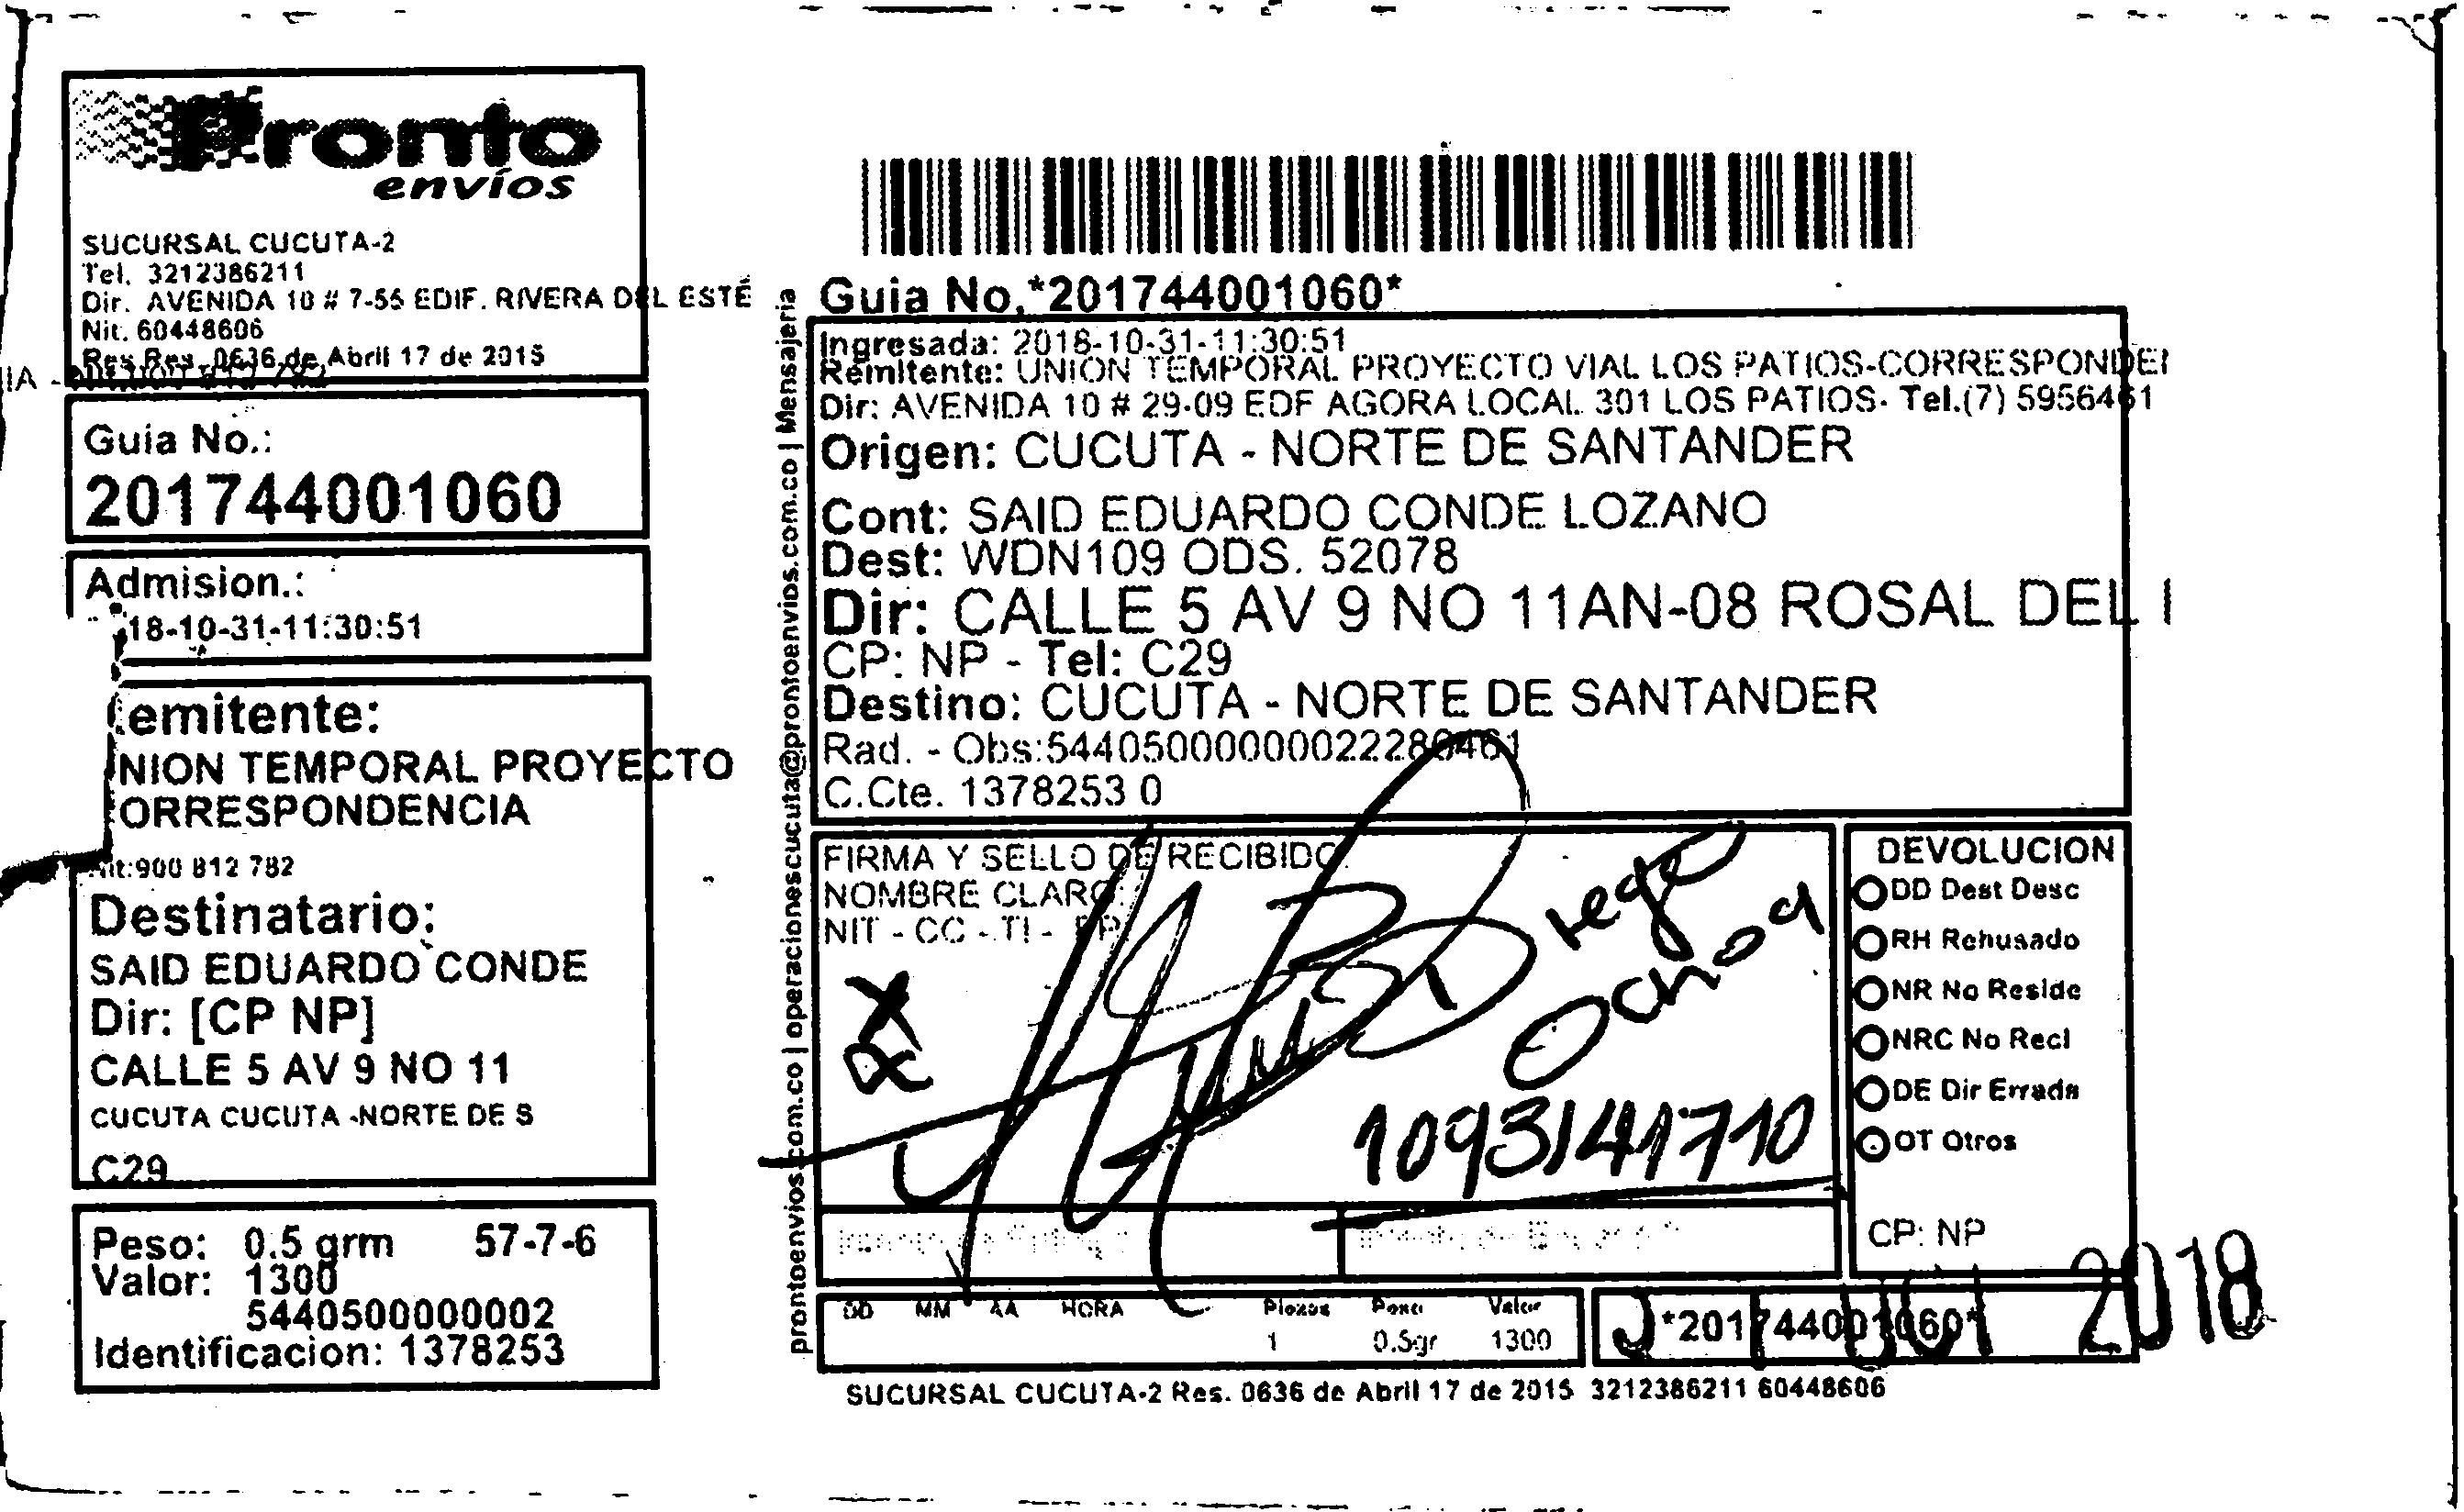 Pronto
envíos
SUCURSAL CUCUTA-2
Tel. 3212386211
Dir. AVENIDA 10 # 7-55 EDIF. RIVERA DEL ESTE
Nit. 60448606
Res Res. 0636 de Abril 17 de 2015
Guia No.:
201744001060
Admision.:
18-10-31-11:30:51
emitente:
NION TEMPORAL PROYECTO
ORRESPONDENCIA
Nit:900 812 782
Destinatario:
SAID EDUARDO CONDE
Dir: [CP NP]
CALLE 5 AV 9 NO 11
CUCUTA CUCUTA -NORTE DE S
C29
Peso: 0.5 grm 57-7-6
Valor: 1300
5440500000002
Identificacion: 1378253
prontoenvios.com.co | operacionescucuta@prontoenvios.com.co | Mensajeria
Guia No.*201744001060*
Ingresada: 2018-10-31-11:30:51
Remitente: UNION TEMPORAL PROYECTO VIAL LOS PATIOS-CORRESPONDEI
Dir: AVENIDA 10 # 29-09 EDF AGORA LOCAL 301 LOS PATIOS- Tel.(7) 5956461
Origen: CUCUTA - NORTE DE SANTANDER
Cont: SAID EDUARDO CONDE LOZANO
Dest: WDN109 ODS. 52078
Dir: CALLE 5 AV 9 NO 11AN-08 ROSAL DEL
CP: NP - Tel: C29
Destino: CUCUTA - NORTE DE SANTANDER
Rad. - Obs:544050000000022280461
C.Cte. 1378253 0
FIRMA Y SELLO DE RECIBIDO:
NOMBRE CLARO:
NIT - CC - TI -
Ochoa
1093141710
DEVOLUCION
DD Dest Desc
RH Rehusado
NR No Reside
NRC No Recl
DE Dir Errada
OT Otros
CP: NP
DD MM AA HORA Piezas Peso Valor
1 0.5gr 1300
*201744001060*
2018
SUCURSAL CUCUTA-2 Res. 0636 de Abril 17 de 2015 3212386211 60448606